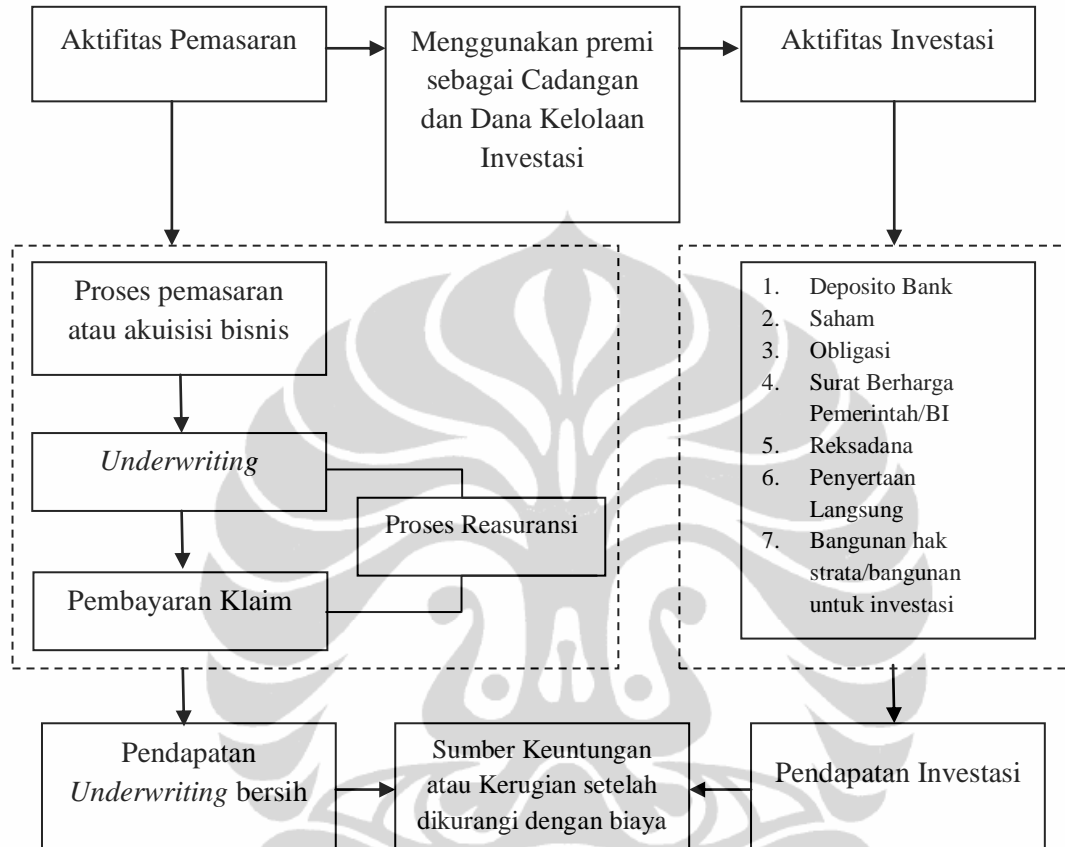 Aktifitas Pemasaran
Menggunakan premi
sebagai Cadangan
dan Dana Kelolaan
Investasi
Aktifitas Investasi
Proses pemasaran
atau akuisisi bisnis
Underwriting
Proses Reasuransi
Pembayaran Klaim
1. Deposito Bank
2. Saham
3. Obligasi
4. Surat Berharga
Pemerintah/BI
5. Reksadana
6. Penyertaan
Langsung
7. Bangunan hak
strata/bangunan
untuk investasi
Pendapatan
Underwriting bersih
Sumber Keuntungan
atau Kerugian setelah
dikurangi dengan biaya
Pendapatan Investasi